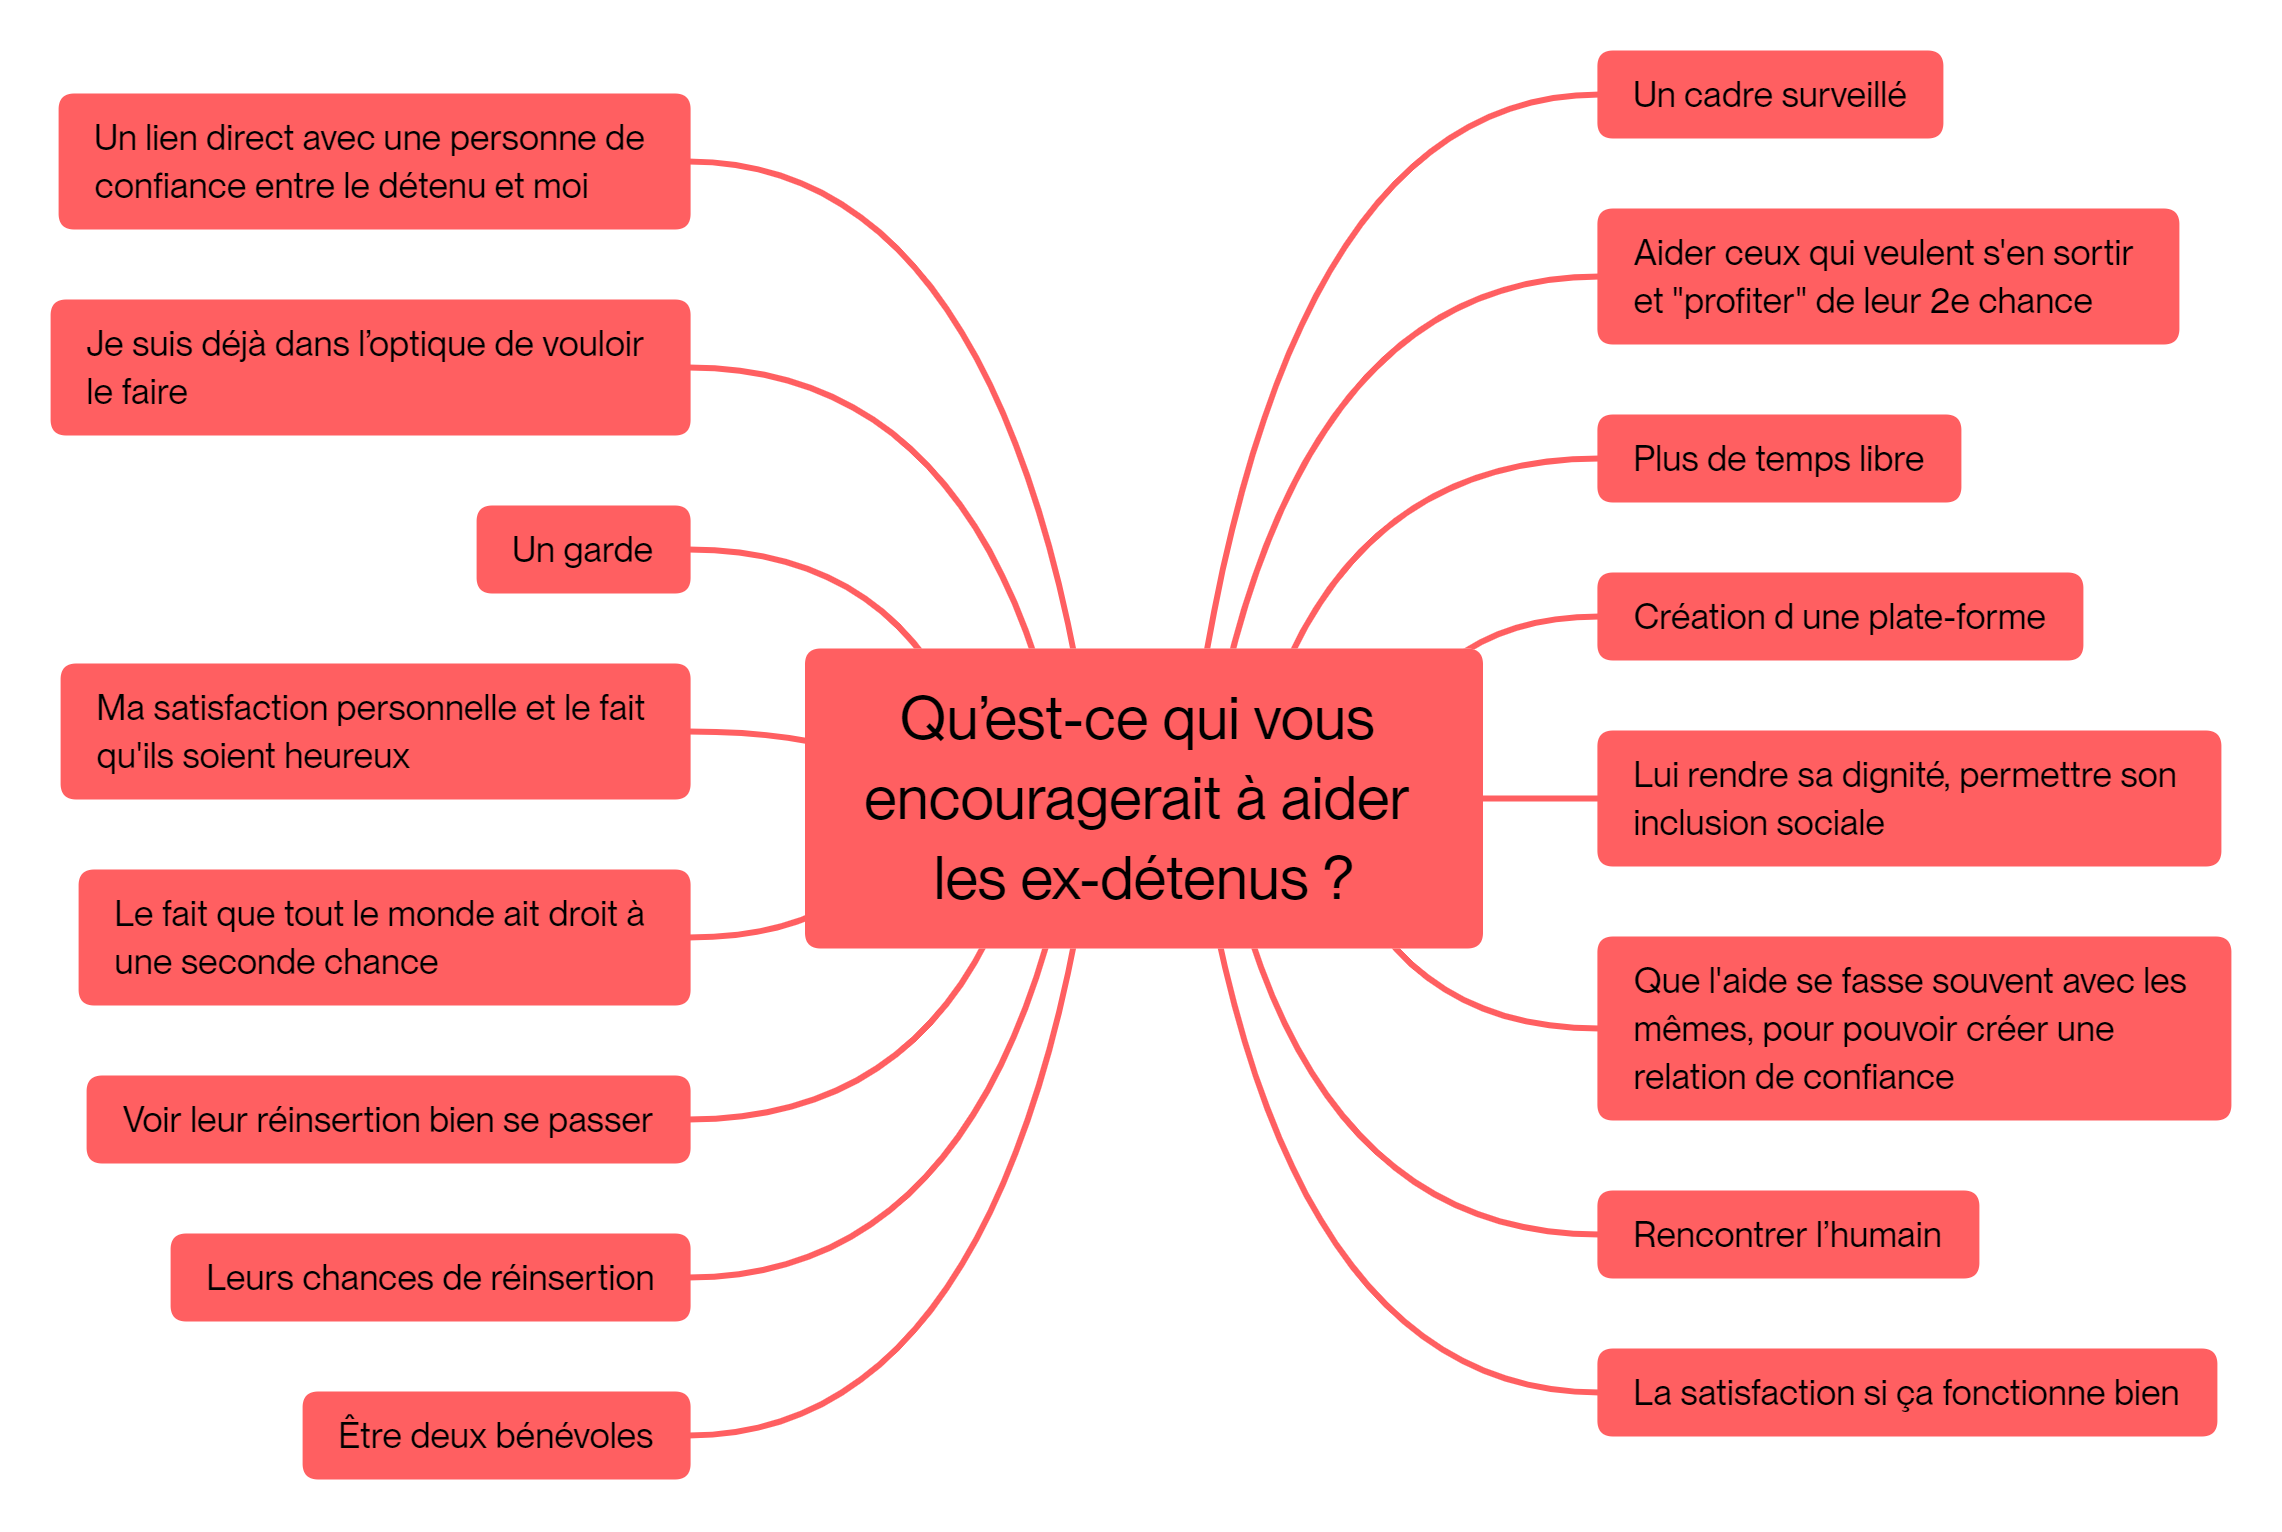 Un lien direct avec une personne de
confiance entre le détenu et moi
Je suis déjà dans l’optique de vouloir
le faire
Un garde
Ma satisfaction personnelle et le fait
qu'ils soient heureux
Le fait que tout le monde ait droit à
une seconde chance
Voir leur réinsertion bien se passer
Leurs chances de réinsertion
Être deux bénévoles
Qu’est-ce qui vous
encouragerait à aider
les ex-détenus ?
Un cadre surveillé
Aider ceux qui veulent s'en sortir
et "profiter" de leur 2e chance
Plus de temps libre
Création d une plate-forme
Lui rendre sa dignité, permettre son
inclusion sociale
Que l'aide se fasse souvent avec les
mêmes, pour pouvoir créer une
relation de confiance
Rencontrer l’humain
La satisfaction si ça fonctionne bien